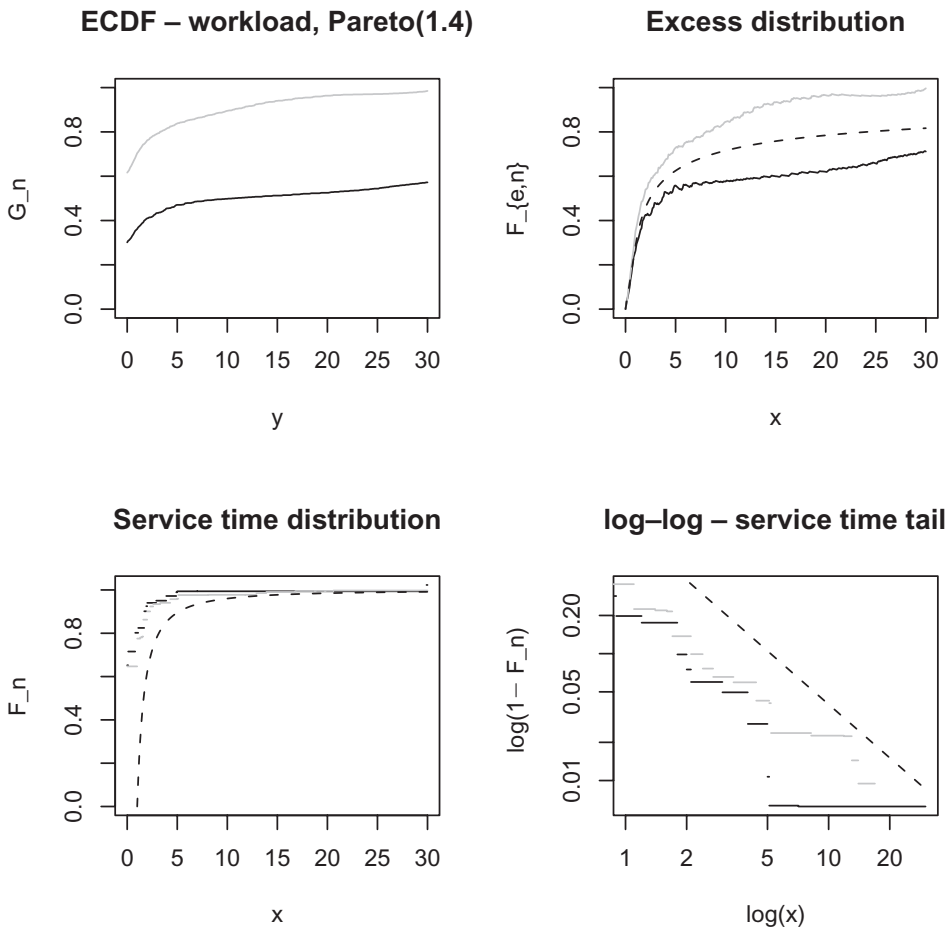 ECDF – workload, Pareto(1.4)
G_n
0.0 0.4 0.8
0 5 10 15 20 25 30
y
Excess distribution
F_{e,n}
0.0 0.4 0.8
0 5 10 15 20 25 30
x
Service time distribution
F_n
0.0 0.4 0.8
0 5 10 15 20 25 30
x
log–log – service time tail
log(1− F_n)
0.01 0.05 0.20
1 2 5 10 20
log(x)